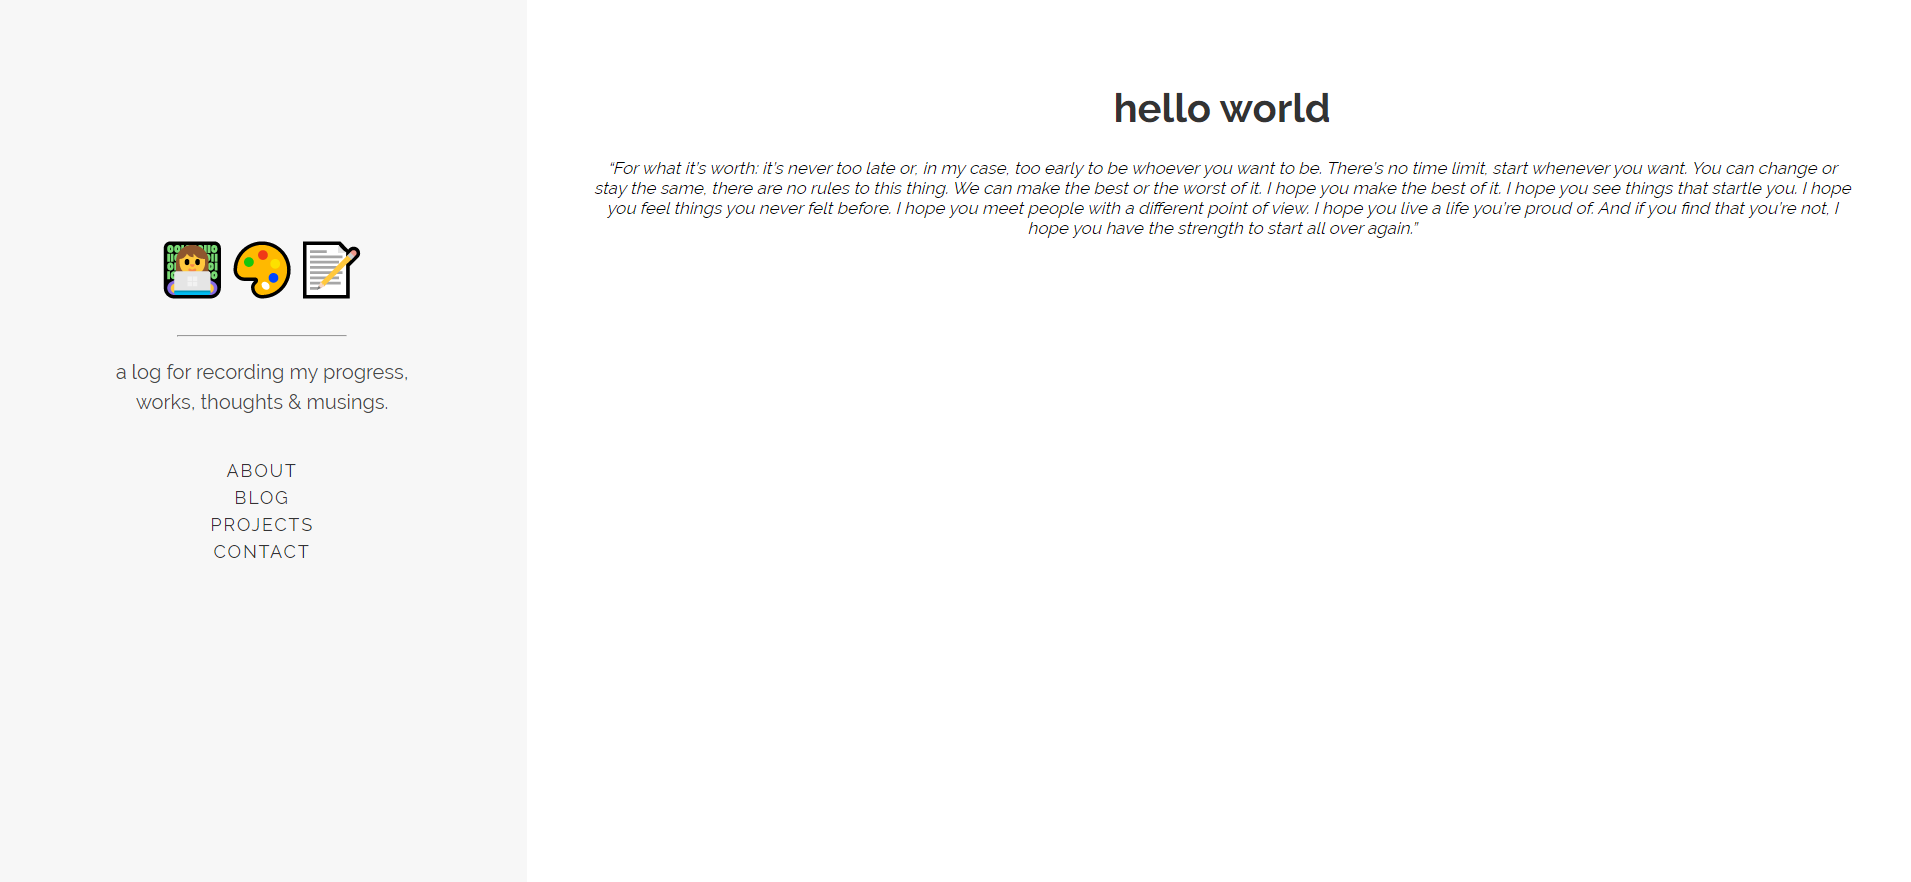 a log for recording my progress,
works, thoughts & musings.
ABOUT
BLOG
PROJECTS
CONTACT
hello world
“For what it’s worth: it’s never too late or, in my case, too early to be whoever you want to be. There’s no time limit, start whenever you want. You can change or
stay the same, there are no rules to this thing. We can make the best or the worst of it. I hope you make the best of it. I hope you see things that startle you. I hope
you feel things you never felt before. I hope you meet people with a different point of view. I hope you live a life you’re proud of. And if you find that you’re not, I
hope you have the strength to start all over again.”